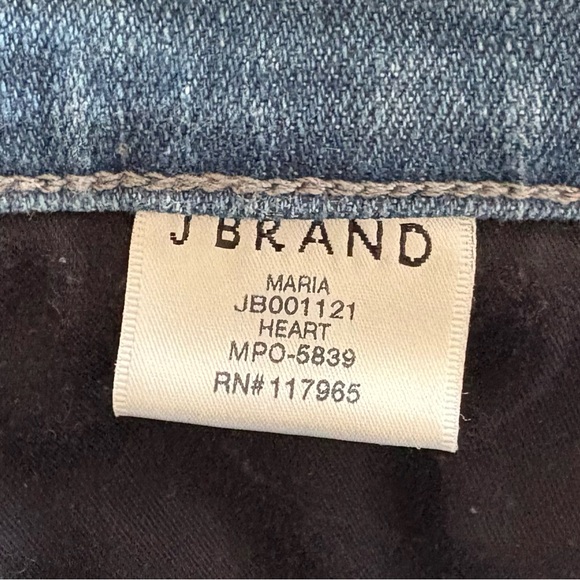 J BRAND
MARIA
JB001121
HEART
MPO-5839
RN# 117965